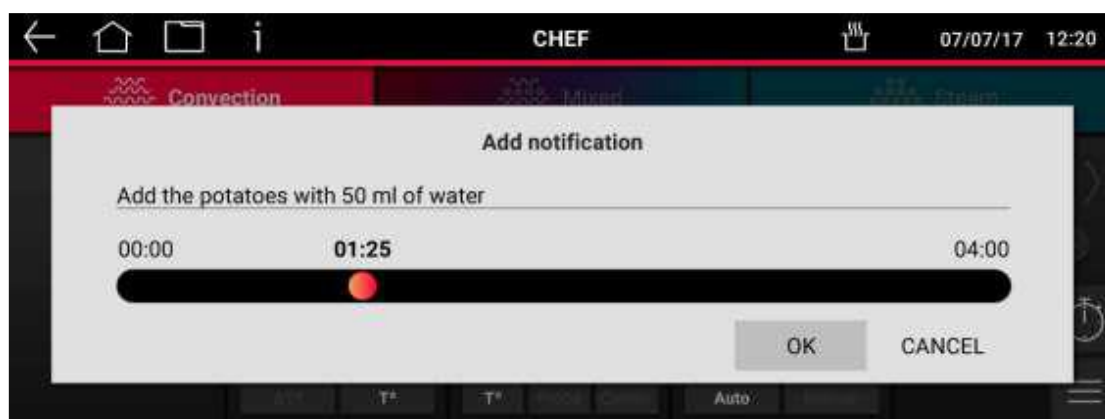 i CHEF 07/07/17 12:20
Convection Mixed Steam
Add notification
Add the potatoes with 50 ml of water
00:00 01:25 04:00
OK CANCEL
T° T° Auto